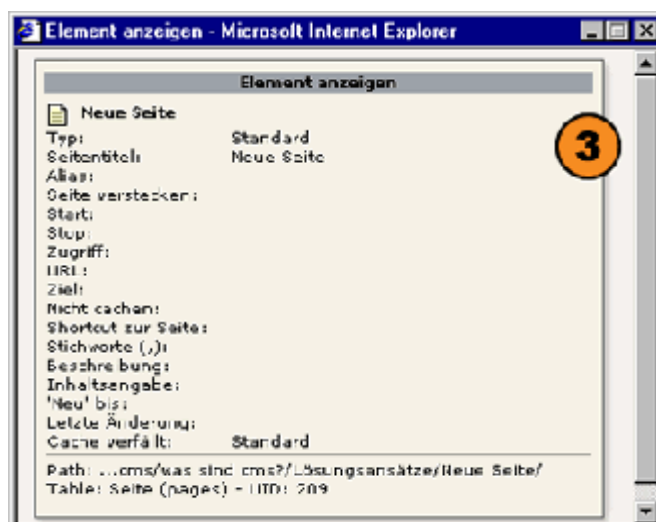 Element anzeigen - Microsoft Internet Explorer
Element anzeigen
Neue Seite
3
Typ: Standard
Seitentitel: Neue Seite
Alias:
Seite verstecken:
Start:
Stop:
Zugriff:
URL:
Ziel:
Nicht cachen:
Shortcut zur Seite:
Stichworte (,):
Beschreibung:
Inhaltsangabe:
'Neu' bis:
Letzte Änderung:
Cache verfällt: Standard
Path: ...cms/was sind cms?/Lösungsansätze/Neue Seite/
Table: Seite (pages) - UID: 209